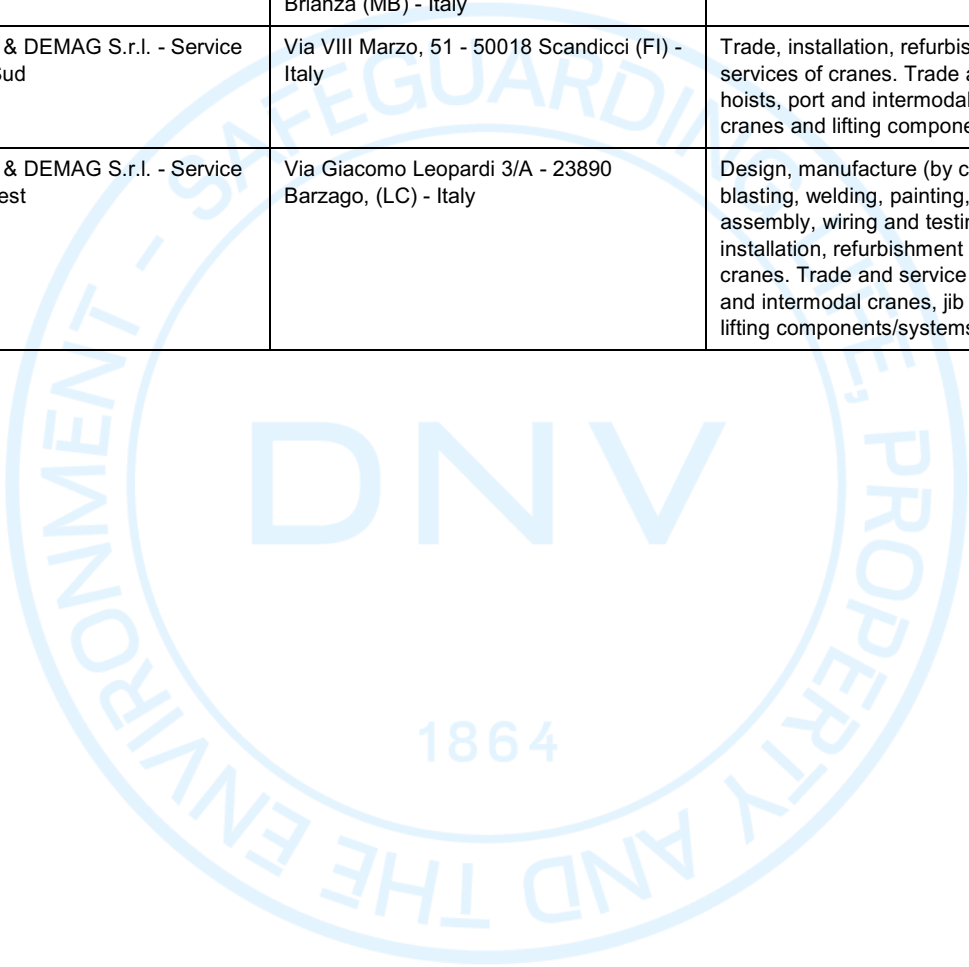 Brianza (MB) - Italy
& DEMAG S.r.l. - Service
Sud
Via VIII Marzo, 51 - 50018 Scandicci (FI) -
Italy
Trade, installation, refurbis
services of cranes. Trade a
hoists, port and intermodal
cranes and lifting compone
& DEMAG S.r.l. - Service
est
Via Giacomo Leopardi 3/A - 23890
Barzago, (LC) - Italy
Design, manufacture (by c
blasting, welding, painting,
assembly, wiring and testin
installation, refurbishment
cranes. Trade and service
and intermodal cranes, jib
lifting components/systems
SAFEGUARDING LIFE, PROPERTY AND THE ENVIRONMENT -
DNV
1864